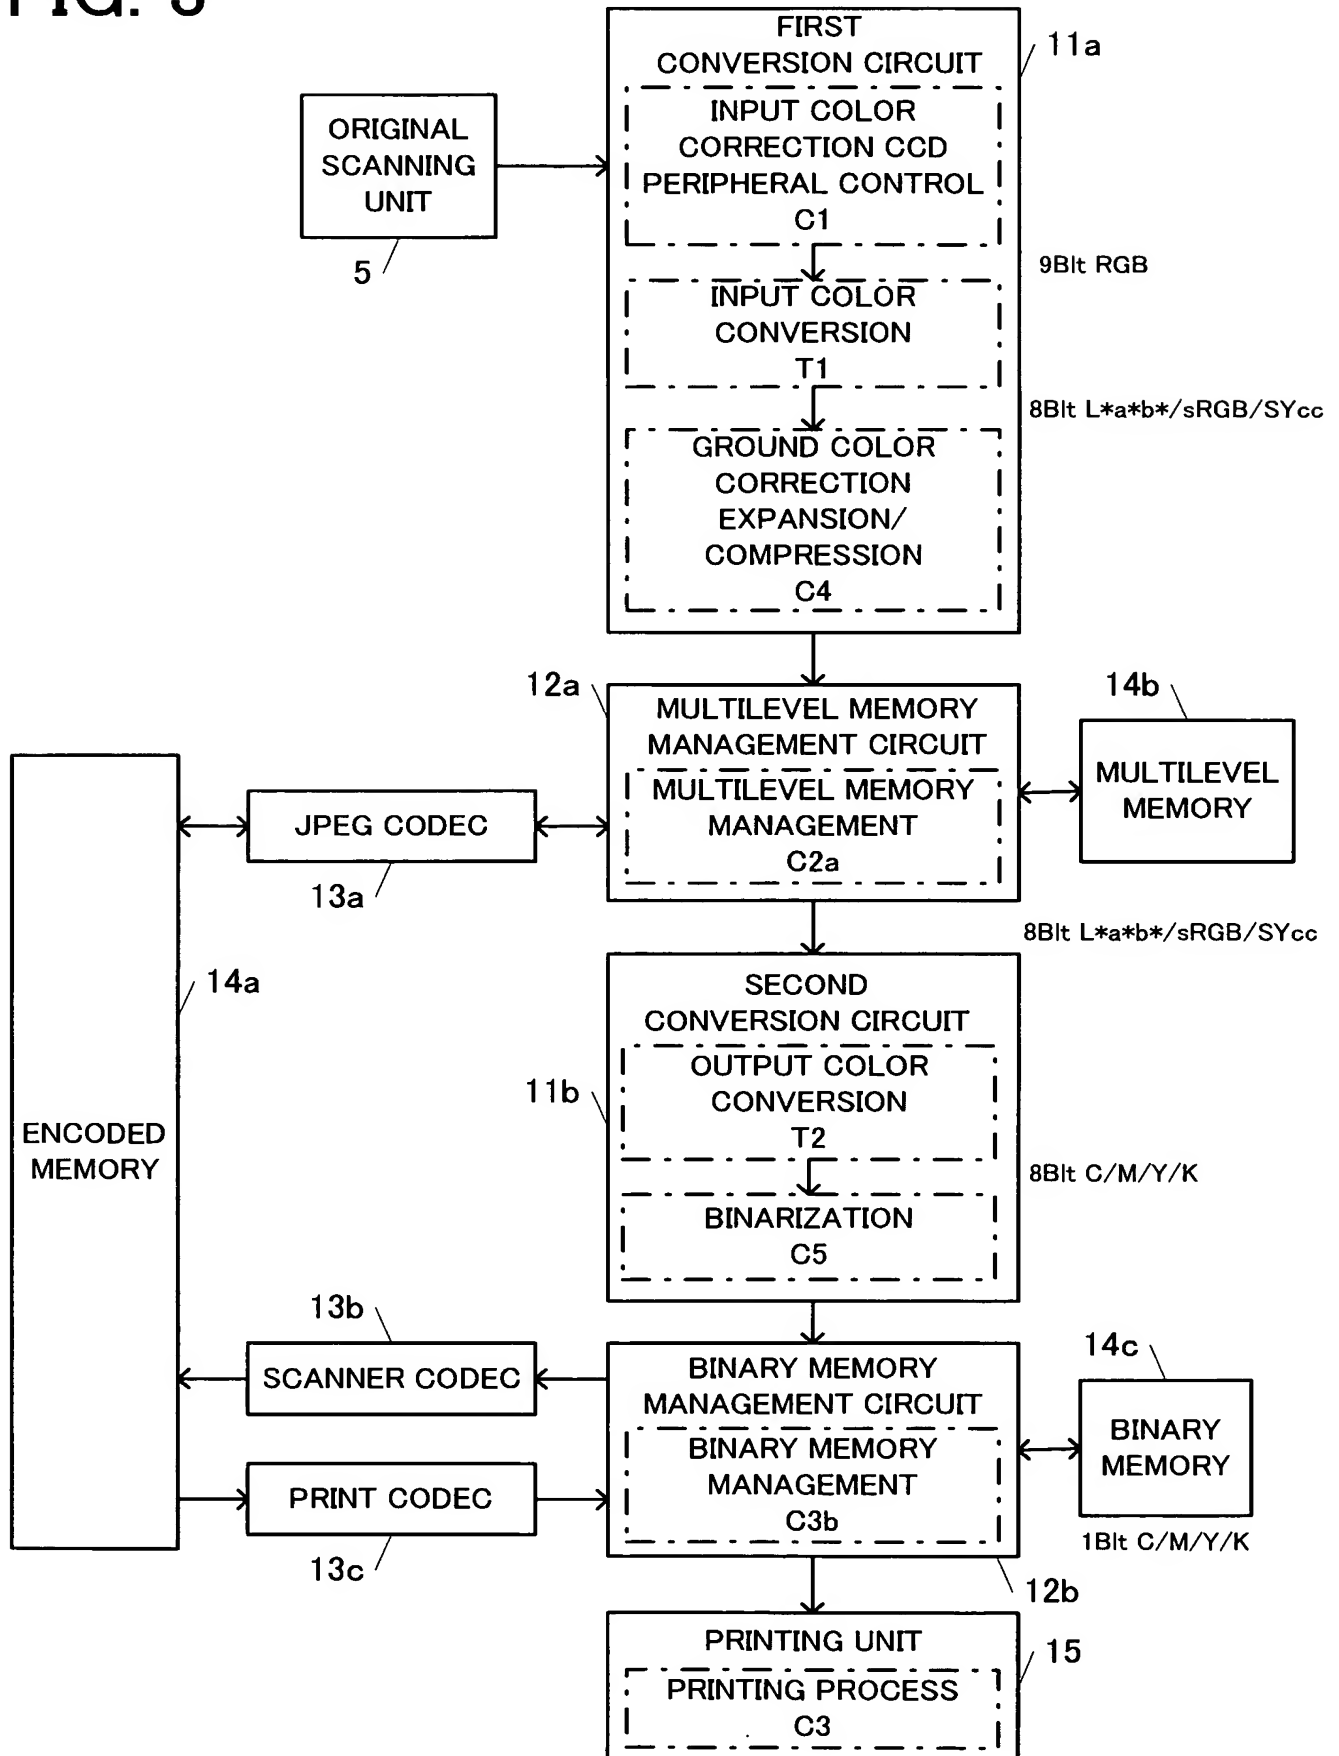 FIRST
CONVERSION CIRCUIT
11a
INPUT COLOR
CORRECTION CCD
PERIPHERAL CONTROL
C1
ORIGINAL
SCANNING
UNIT
5
9BIt RGB
INPUT COLOR
CONVERSION
T1
8BIt L*a*b*/sRGB/SYcc
GROUND COLOR
CORRECTION
EXPANSION/
COMPRESSION
C4
12a
MULTILEVEL MEMORY
MANAGEMENT CIRCUIT
MULTILEVEL MEMORY
MANAGEMENT
C2a
14b
MULTILEVEL
MEMORY
JPEG CODEC
13a
8BIt L*a*b*/sRGB/SYcc
14a
ENCODED
MEMORY
SECOND
CONVERSION CIRCUIT
11b
OUTPUT COLOR
CONVERSION
T2
8BIt C/M/Y/K
BINARIZATION
C5
13b
SCANNER CODEC
BINARY MEMORY
MANAGEMENT CIRCUIT
BINARY MEMORY
MANAGEMENT
C3b
14c
BINARY
MEMORY
1BIt C/M/Y/K
PRINT CODEC
13c
12b
PRINTING UNIT
15
PRINTING PROCESS
C3